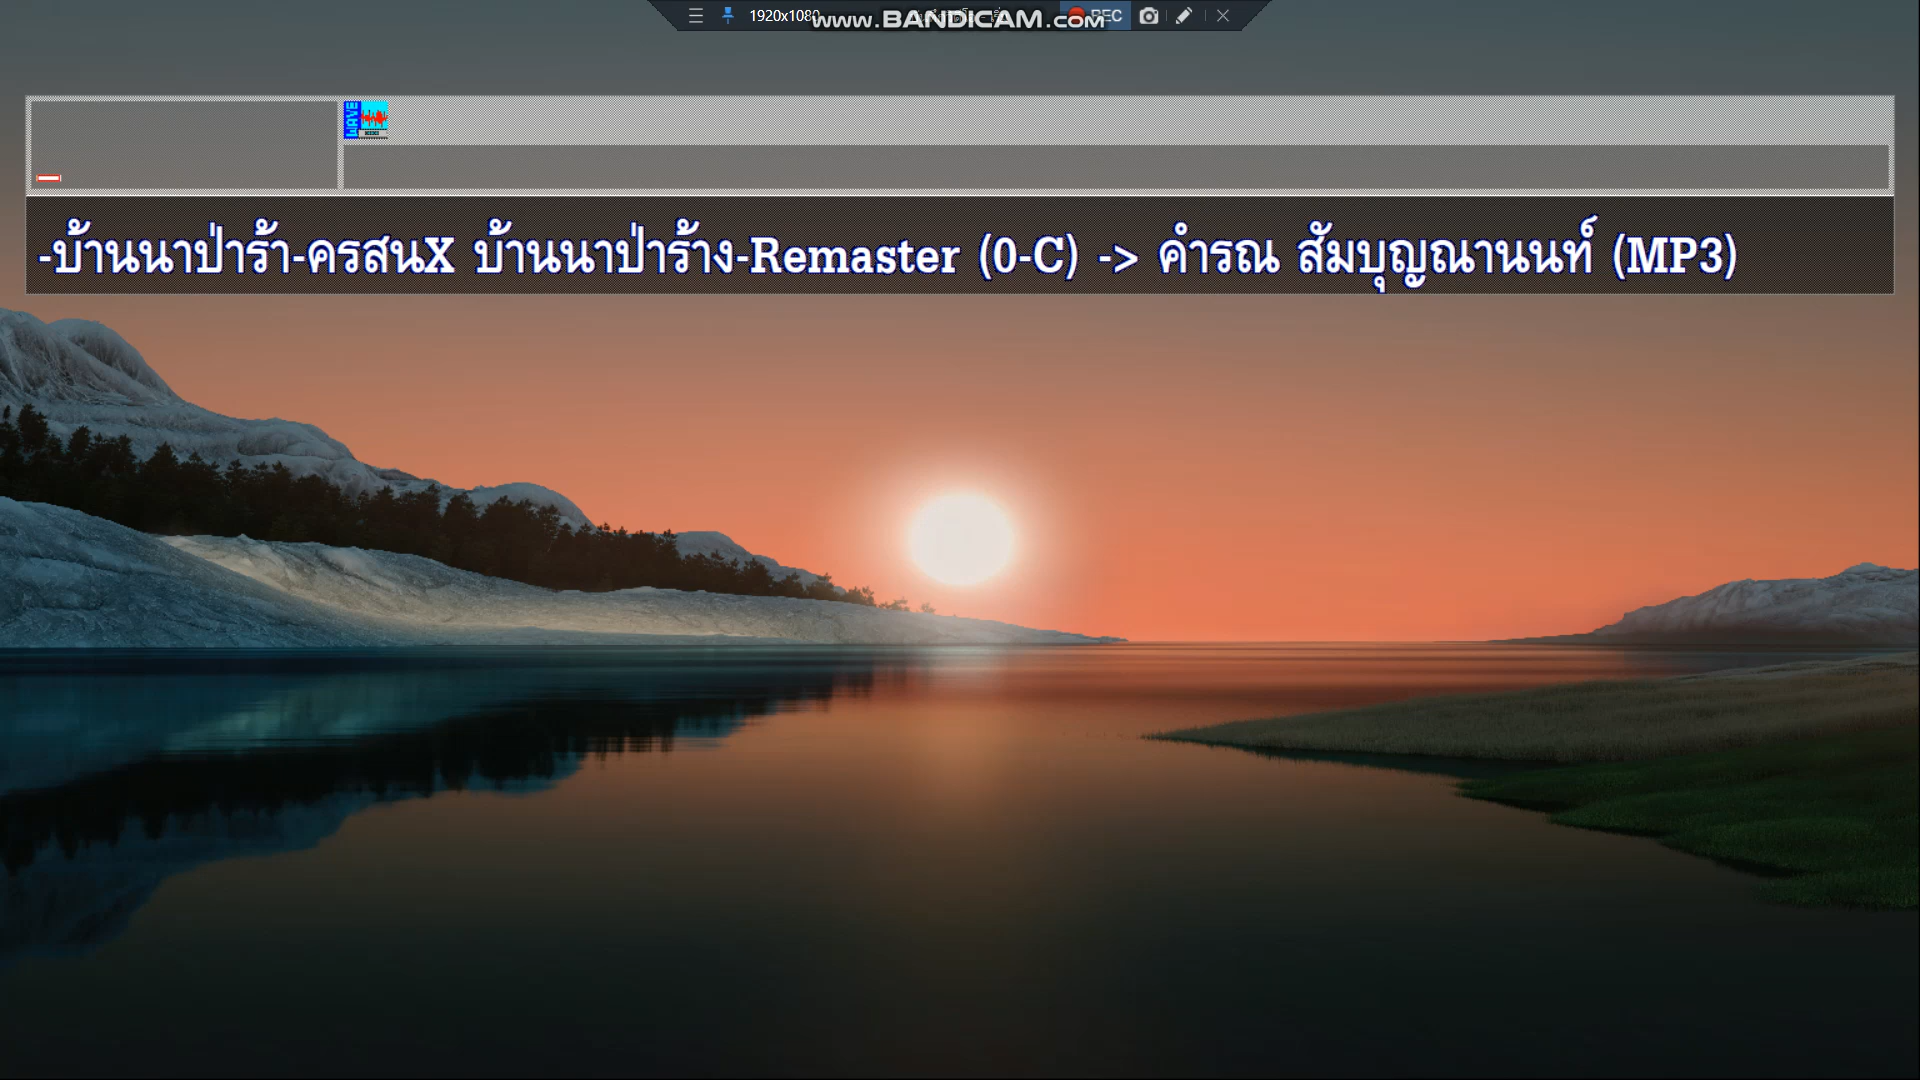 1920x1080
www.BANDICAM.com
REC
WAVE
-บ้านนาป่าร้า-ครสนX บ้านนาป่าร้าง-Remaster (0-C) -> คำรณ สัมบุญณานนท์ (MP3)